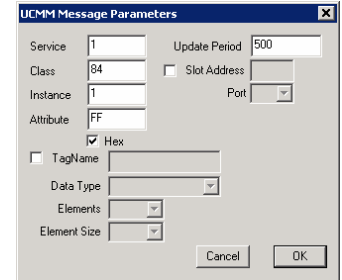 UCMM Message Parameters
Service 1 Update Period 500
Class 84 Slot Address
Instance 1 Port
Attribute FF
Hex
TagName
Data Type
Elements
Element Size
Cancel OK